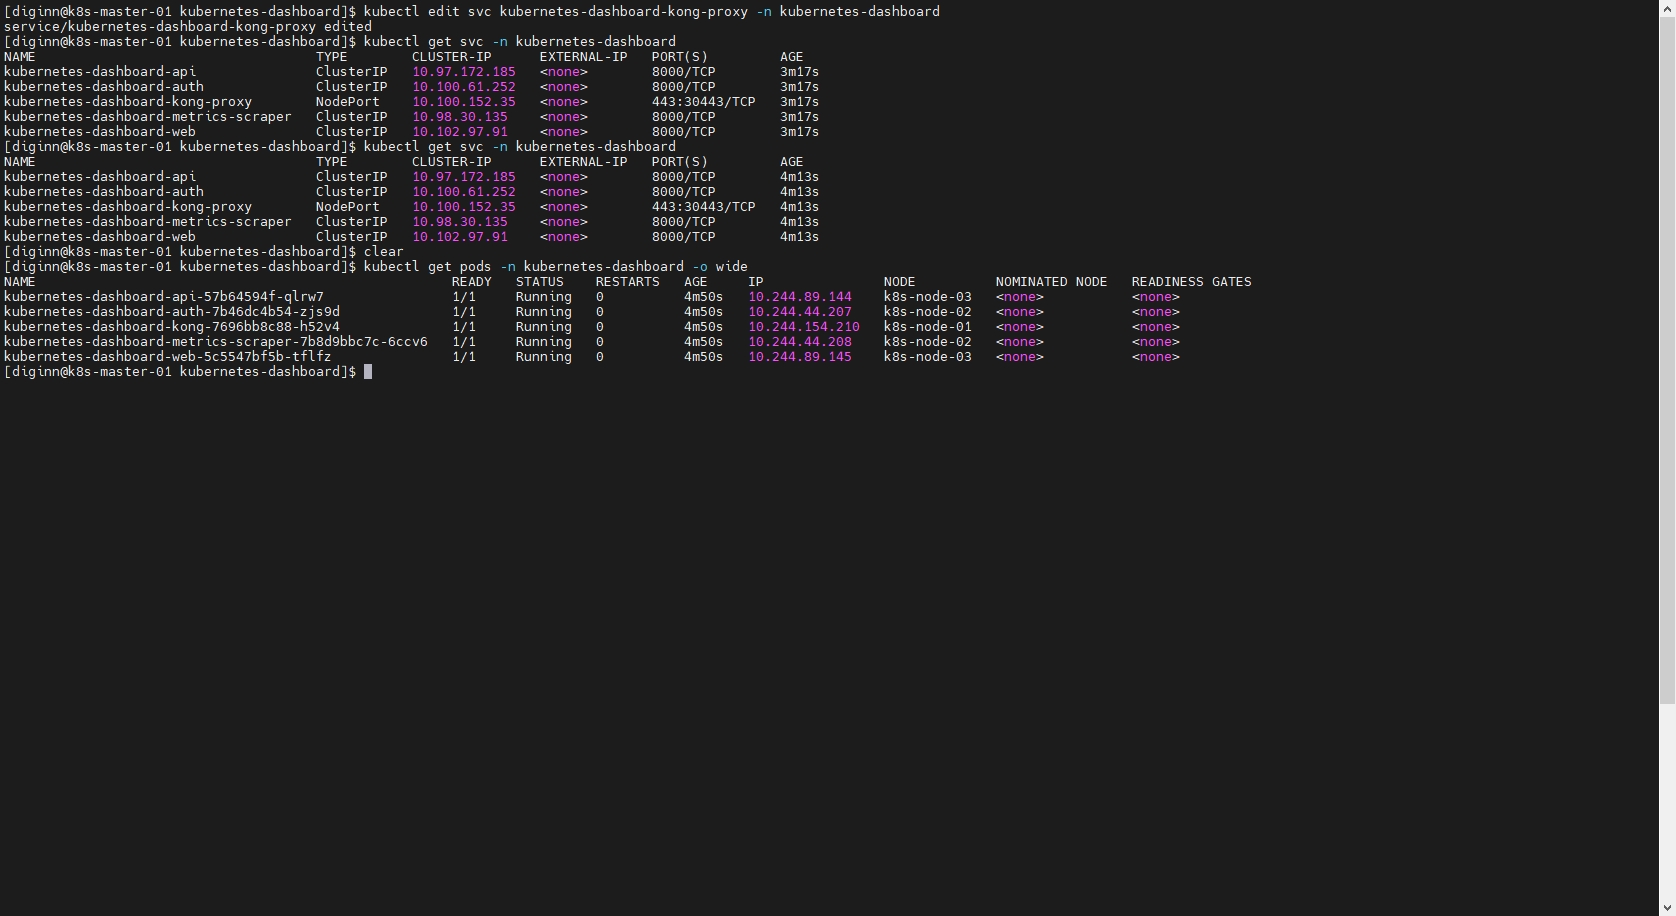 [diginn@k8s-master-01 kubernetes-dashboard]$ kubectl edit svc kubernetes-dashboard-kong-proxy -n kubernetes-dashboard
service/kubernetes-dashboard-kong-proxy edited
[diginn@k8s-master-01 kubernetes-dashboard]$ kubectl get svc -n kubernetes-dashboard
NAME TYPE CLUSTER-IP EXTERNAL-IP PORT(S) AGE
kubernetes-dashboard-api ClusterIP 10.97.172.185 <none> 8000/TCP 3m17s
kubernetes-dashboard-auth ClusterIP 10.100.61.252 <none> 8000/TCP 3m17s
kubernetes-dashboard-kong-proxy NodePort 10.100.152.35 <none> 443:30443/TCP 3m17s
kubernetes-dashboard-metrics-scraper ClusterIP 10.98.30.135 <none> 8000/TCP 3m17s
kubernetes-dashboard-web ClusterIP 10.102.97.91 <none> 8000/TCP 3m17s
[diginn@k8s-master-01 kubernetes-dashboard]$ kubectl get svc -n kubernetes-dashboard
NAME TYPE CLUSTER-IP EXTERNAL-IP PORT(S) AGE
kubernetes-dashboard-api ClusterIP 10.97.172.185 <none> 8000/TCP 4m13s
kubernetes-dashboard-auth ClusterIP 10.100.61.252 <none> 8000/TCP 4m13s
kubernetes-dashboard-kong-proxy NodePort 10.100.152.35 <none> 443:30443/TCP 4m13s
kubernetes-dashboard-metrics-scraper ClusterIP 10.98.30.135 <none> 8000/TCP 4m13s
kubernetes-dashboard-web ClusterIP 10.102.97.91 <none> 8000/TCP 4m13s
[diginn@k8s-master-01 kubernetes-dashboard]$ clear
[diginn@k8s-master-01 kubernetes-dashboard]$ kubectl get pods -n kubernetes-dashboard -o wide
NAME READY STATUS RESTARTS AGE IP NODE NOMINATED NODE READINESS GATES
kubernetes-dashboard-api-57b64594f-qlrw7 1/1 Running 0 4m50s 10.244.89.144 k8s-node-03 <none> <none>
kubernetes-dashboard-auth-7b46dc4b54-zjs9d 1/1 Running 0 4m50s 10.244.44.207 k8s-node-02 <none> <none>
kubernetes-dashboard-kong-7696bb8c88-h52v4 1/1 Running 0 4m50s 10.244.154.210 k8s-node-01 <none> <none>
kubernetes-dashboard-metrics-scraper-7b8d9bbc7c-6ccv6 1/1 Running 0 4m50s 10.244.44.208 k8s-node-02 <none> <none>
kubernetes-dashboard-web-5c5547bf5b-tflfz 1/1 Running 0 4m50s 10.244.89.145 k8s-node-03 <none> <none>
[diginn@k8s-master-01 kubernetes-dashboard]$